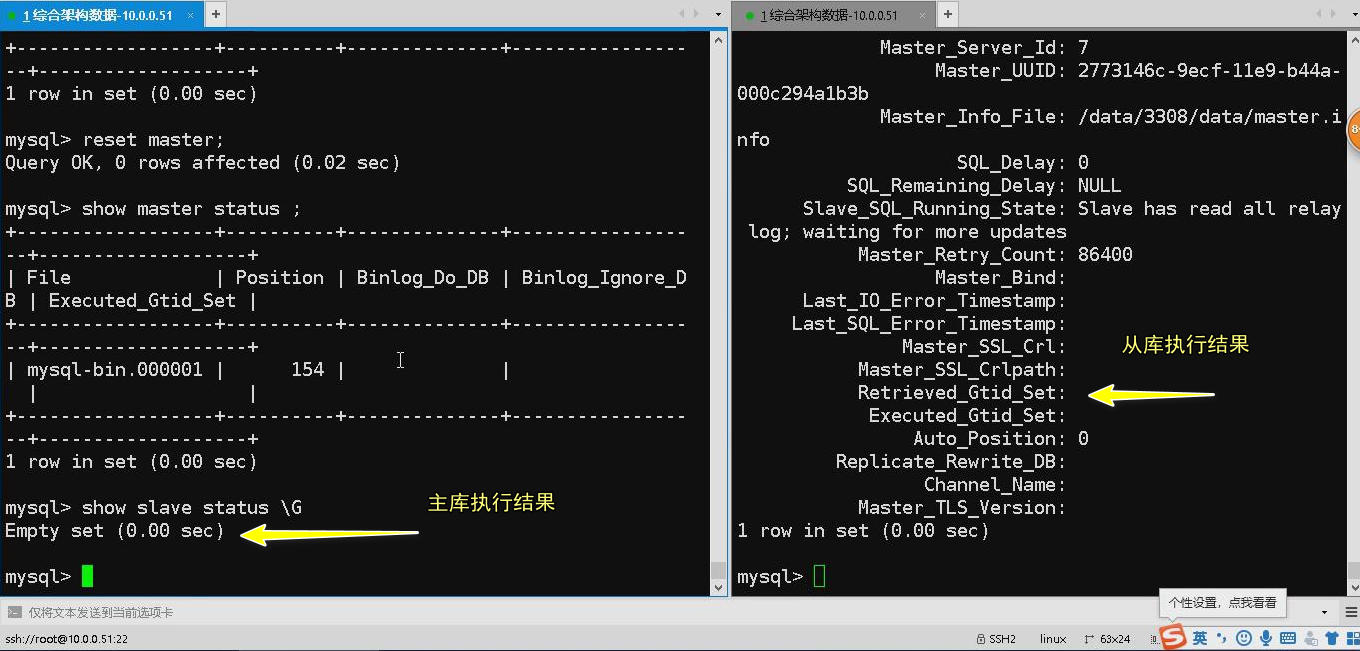 1 综合架构数据-10.0.0.51 × +
+------------------+----------+--------------+----------------
--+-------------------+
1 row in set (0.00 sec)
mysql> reset master;
Query OK, 0 rows affected (0.02 sec)
mysql> show master status ;
+------------------+----------+--------------+----------------
--+-------------------+
| File             | Position | Binlog_Do_DB | Binlog_Ignore_D
B | Executed_Gtid_Set |
+------------------+----------+--------------+----------------
--+-------------------+
| mysql-bin.000001 |      154 |              |
  |                   |
+------------------+----------+--------------+----------------
--+-------------------+
1 row in set (0.00 sec)
mysql> show slave status \G
Empty set (0.00 sec)
主库执行结果
mysql>
1 综合架构数据-10.0.0.51 × +
Master_Server_Id: 7
Master_UUID: 2773146c-9ecf-11e9-b44a-
000c294a1b3b
Master_Info_File: /data/3308/data/master.i
nfo
SQL_Delay: 0
SQL_Remaining_Delay: NULL
Slave_SQL_Running_State: Slave has read all relay
log; waiting for more updates
Master_Retry_Count: 86400
Master_Bind:
Last_IO_Error_Timestamp:
Last_SQL_Error_Timestamp:
Master_SSL_Crl:
从库执行结果
Master_SSL_Crlpath:
Retrieved_Gtid_Set:
Executed_Gtid_Set:
Auto_Position: 0
Replicate_Rewrite_DB:
Channel_Name:
Master_TLS_Version:
1 row in set (0.00 sec)
mysql>
仅将文本发送到当前选项卡
个性设置，点我看看
ssh://root@10.0.0.51:22
SSH2
linux
63x24
英